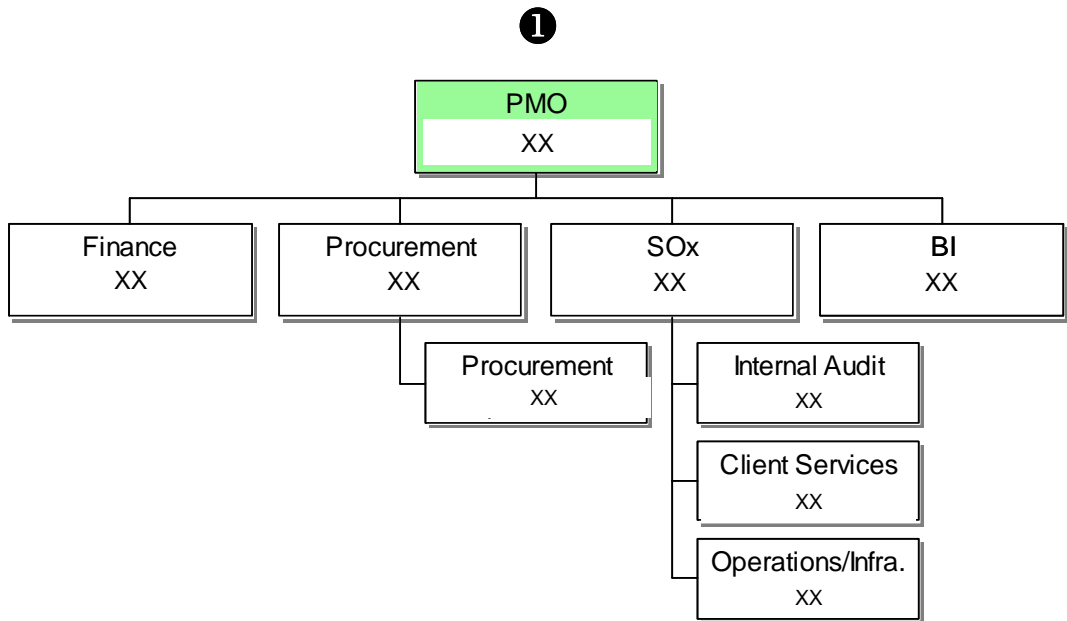 ❶
PMO
XX
Finance
XX
Procurement
XX
SOx
XX
BI
XX
Procurement
XX
Internal Audit
XX
Client Services
XX
Operations/Infra.
XX